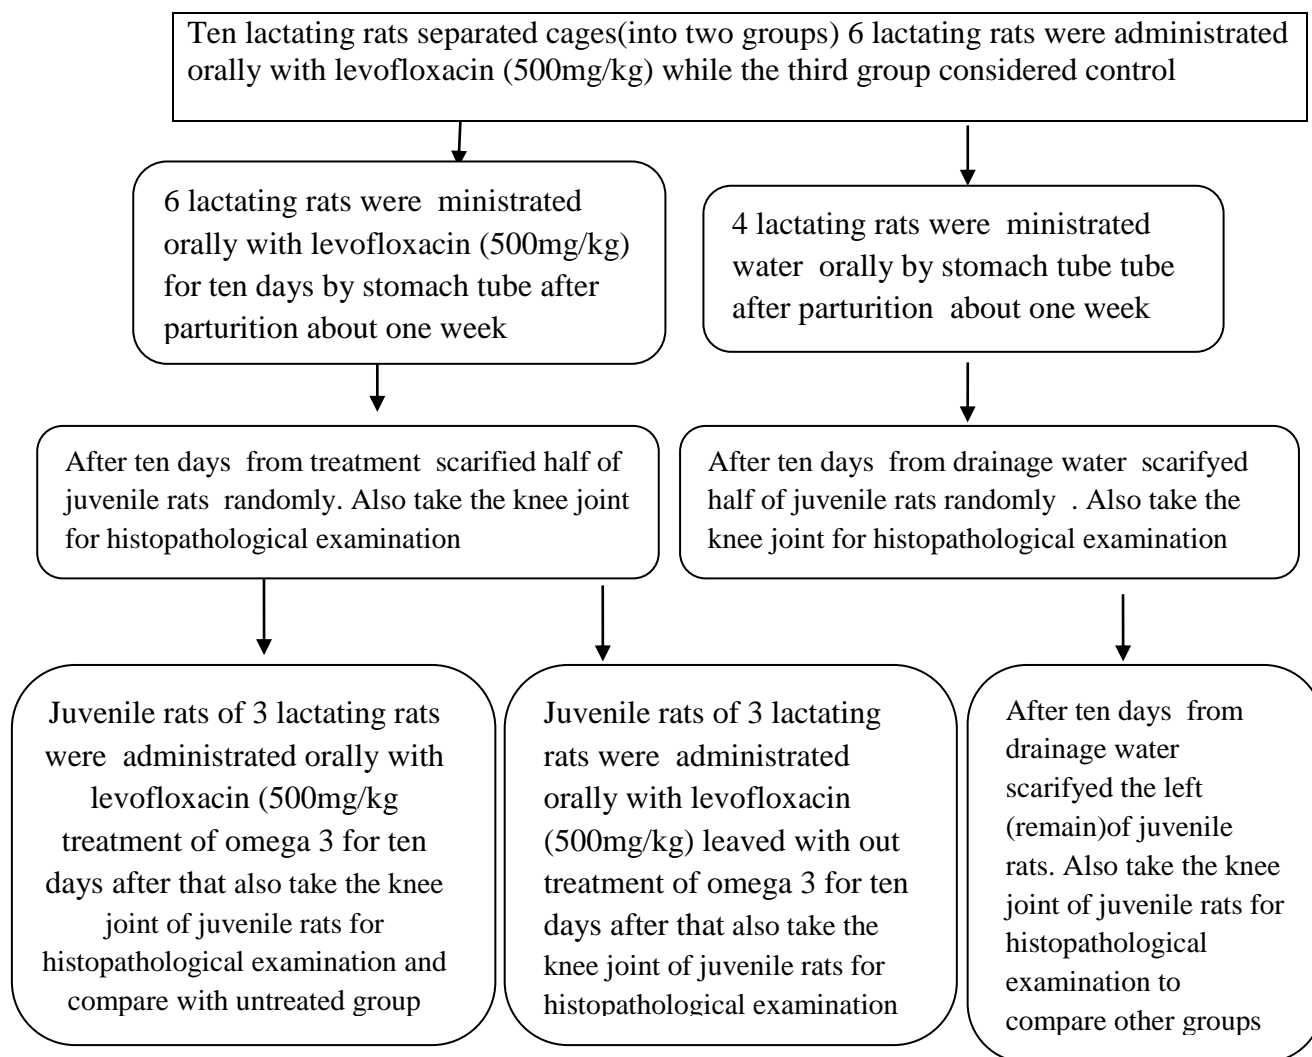 Ten lactating rats separated cages(into two groups) 6 lactating rats were administrated
orally with levofloxacin (500mg/kg) while the third group considered control
6 lactating rats were ministrated
orally with levofloxacin (500mg/kg)
for ten days by stomach tube after
parturition about one week
4 lactating rats were ministrated
water orally by stomach tube tube
after parturition about one week
After ten days from treatment scarified half of
juvenile rats randomly. Also take the knee joint
for histopathological examination
After ten days from drainage water scarifyed
half of juvenile rats randomly . Also take the
knee joint for histopathological examination
Juvenile rats of 3 lactating rats
were administrated orally with
levofloxacin (500mg/kg
treatment of omega 3 for ten
days after that also take the knee
joint of juvenile rats for
histopathological examination and
compare with untreated group
Juvenile rats of 3 lactating
rats were administrated
orally with levofloxacin
(500mg/kg) leaved with out
treatment of omega 3 for ten
days after that also take the
knee joint of juvenile rats for
histopathological examination
After ten days from
drainage water
scarifyed the left
(remain)of juvenile
rats. Also take the knee
joint of juvenile rats for
histopathological
examination to
compare other groups